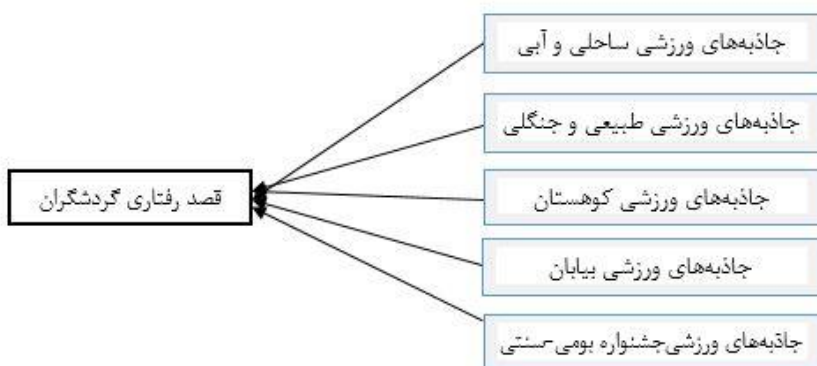 جاذبه‌های ورزشی ساحلی و آبی
جاذبه‌های ورزشی طبیعی و جنگلی
جاذبه‌های ورزشی کوهستان
قصد رفتاری گردشگران
جاذبه‌های ورزشی بیابان
جاذبه‌های ورزشی‌جشنواره بومی-سنتی